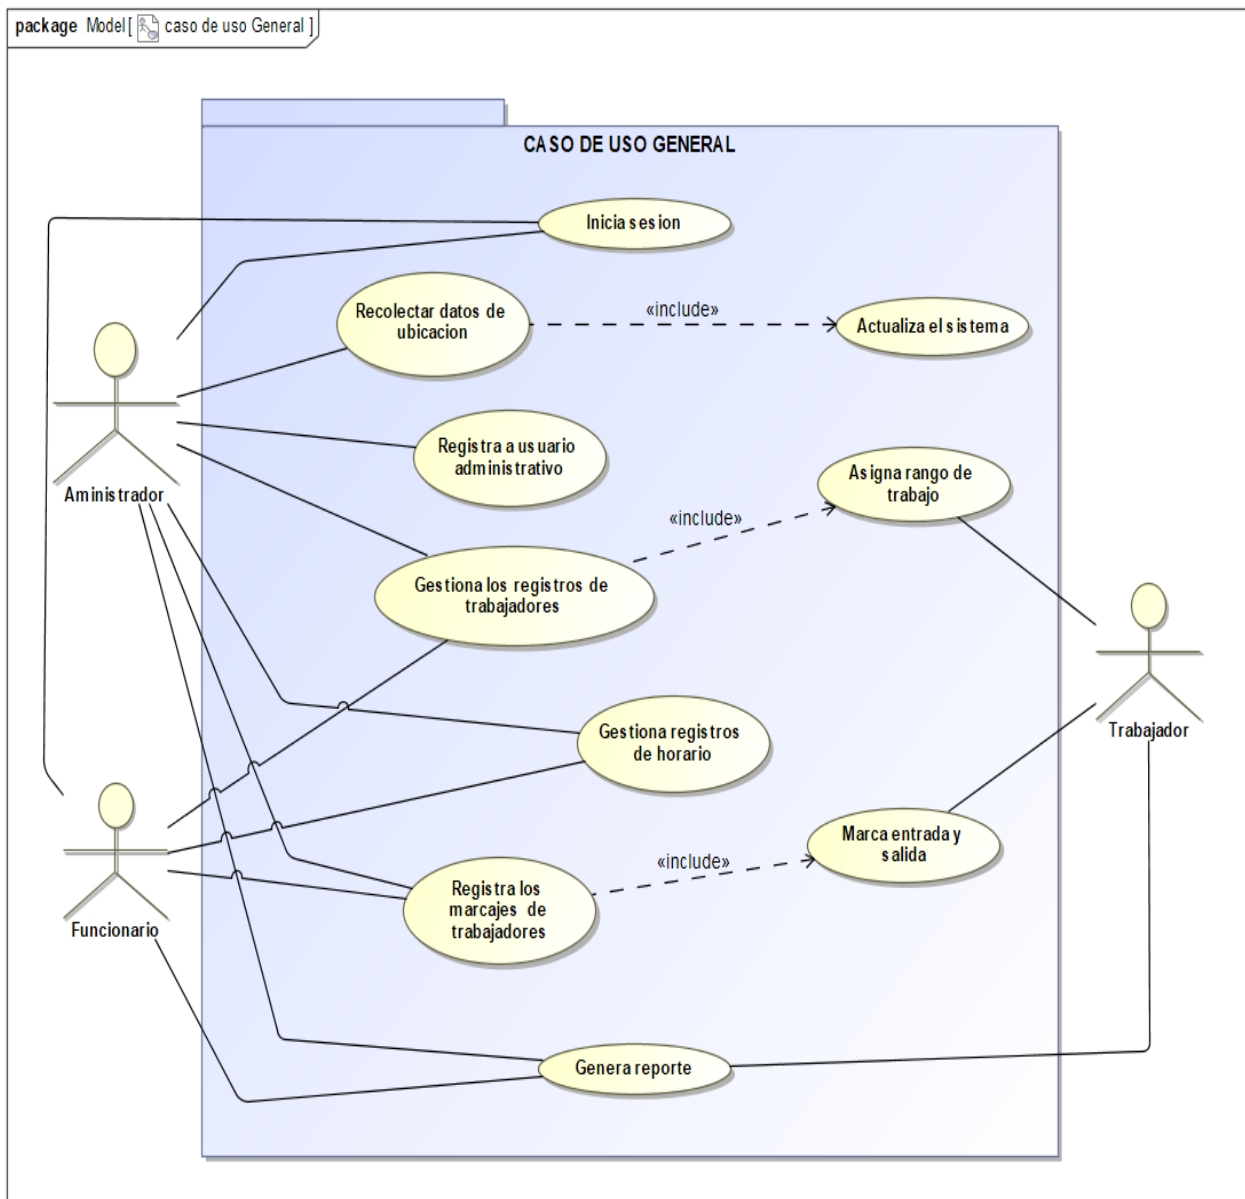 package Model [ caso de uso General ]
CASO DE USO GENERAL
Inicia sesion
Recolectar datos de
ubicacion
«include»
Actualiza el sistema
Registra a usuario
administrativo
Asigna rango de
trabajo
Aministrador
«include»
Gestiona los registros de
trabajadores
Gestiona registros
de horario
Trabajador
Marca entrada y
salida
«include»
Registra los
marcajes de
trabajadores
Funcionario
Genera reporte